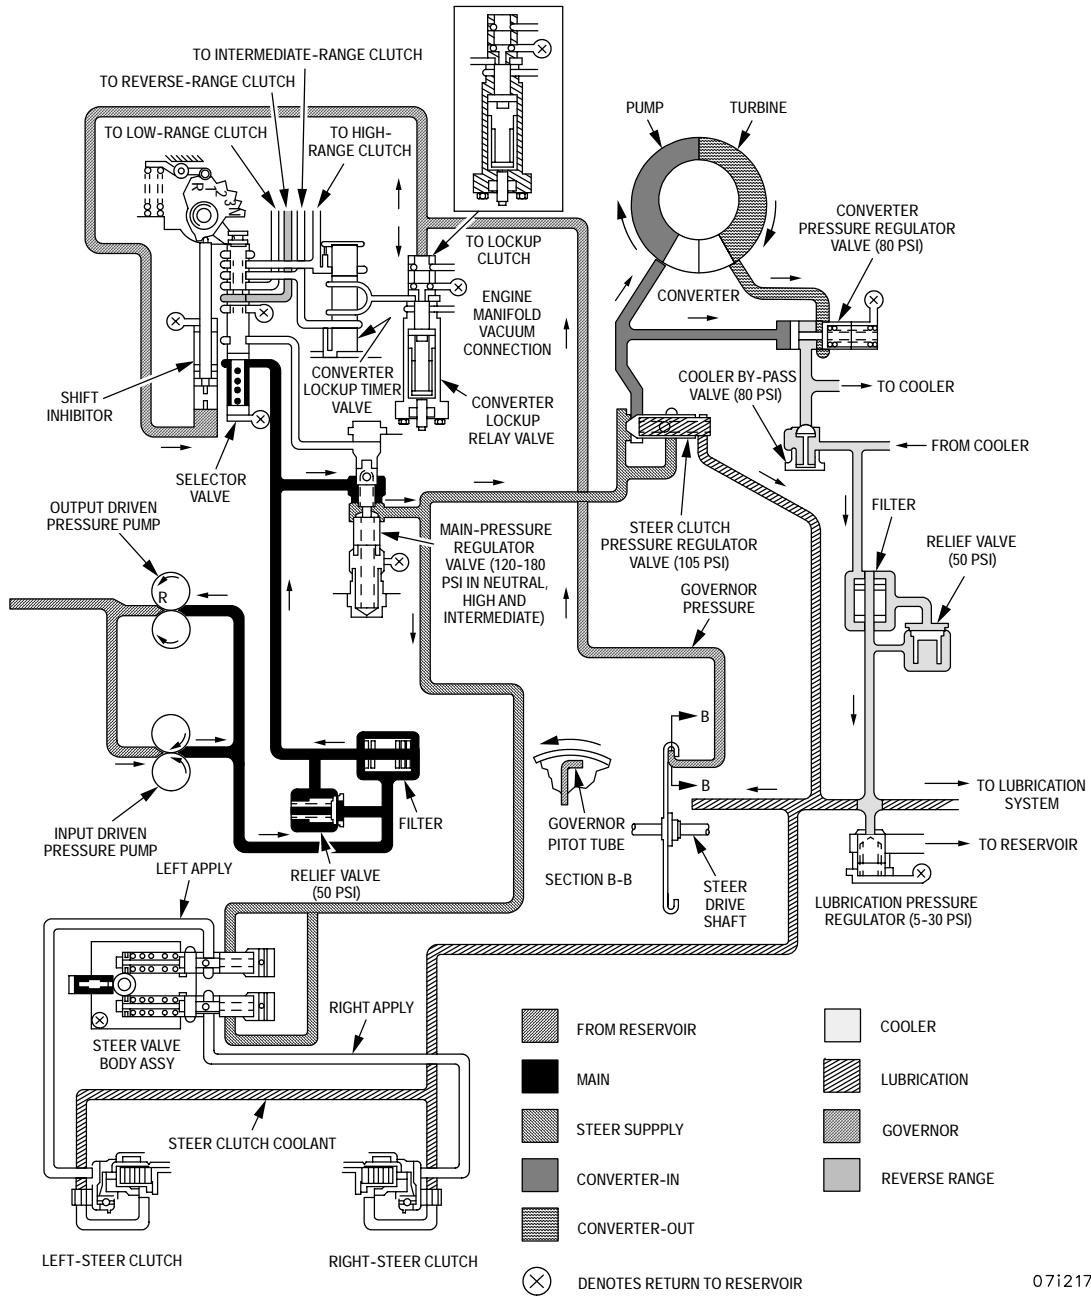 TO INTERMEDIATE-RANGE CLUTCH
TO REVERSE-RANGE CLUTCH
TO LOW-RANGE CLUTCH
TO HIGH-
RANGE CLUTCH
PUMP
TURBINE
CONVERTER
PRESSURE REGULATOR
VALVE (80 PSI)
TO LOCKUP
CLUTCH
ENGINE
MANIFOLD
VACUUM
CONNECTION
CONVERTER
SHIFT
INHIBITOR
CONVERTER
LOCKUP TIMER
VALVE
CONVERTER
LOCKUP
RELAY VALVE
COOLER BY-PASS
VALVE (80 PSI)
TO COOLER
FROM COOLER
SELECTOR
VALVE
OUTPUT DRIVEN
PRESSURE PUMP
R
MAIN-PRESSURE
REGULATOR
VALVE (120-180
PSI IN NEUTRAL,
HIGH AND
INTERMEDIATE)
STEER CLUTCH
PRESSURE REGULATOR
VALVE (105 PSI)
FILTER
RELIEF VALVE
(50 PSI)
GOVERNOR
PRESSURE
B
B
INPUT DRIVEN
PRESSURE PUMP
FILTER
RELIEF VALVE
(50 PSI)
GOVERNOR
PITOT TUBE
SECTION B-B
STEER
DRIVE
SHAFT
TO LUBRICATION
SYSTEM
TO RESERVOIR
LUBRICATION PRESSURE
REGULATOR (5-30 PSI)
LEFT APPLY
RIGHT APPLY
STEER VALVE
BODY ASSY
STEER CLUTCH COOLANT
LEFT-STEER CLUTCH
RIGHT-STEER CLUTCH
FROM RESERVOIR
MAIN
STEER SUPPPLY
CONVERTER-IN
CONVERTER-OUT
COOLER
LUBRICATION
GOVERNOR
REVERSE RANGE
DENOTES RETURN TO RESERVOIR
07i217